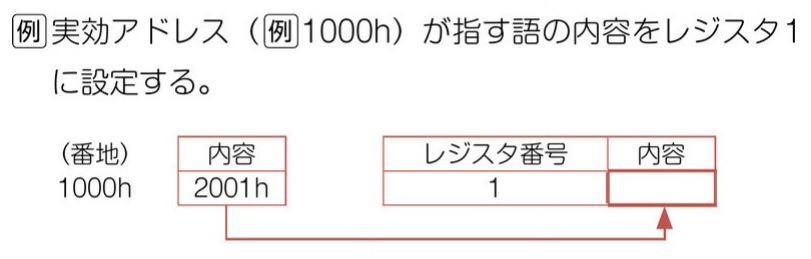 例 実効アドレス（例 1000h）が指す語の内容をレジスタ1
に設定する。
（番地） 内容 レジスタ番号 内容
1000h 2001h 1